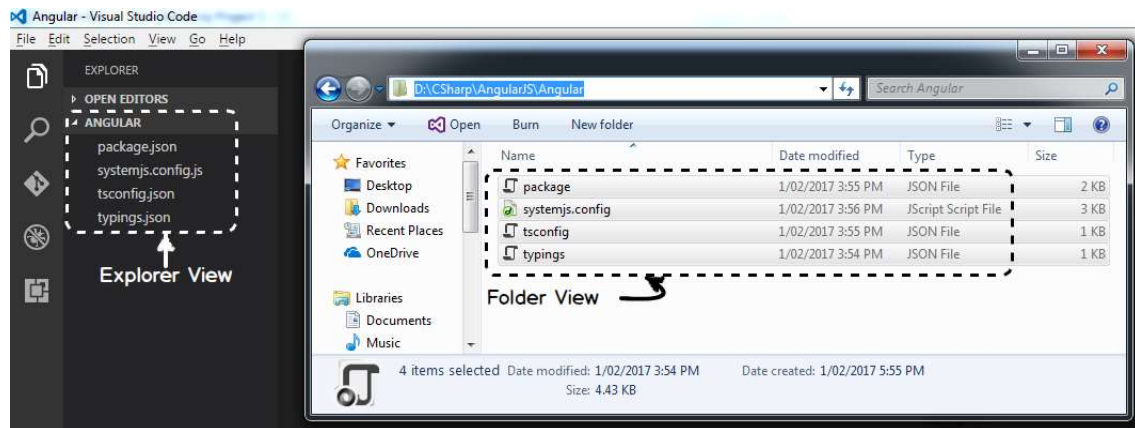 Angular - Visual Studio Code
File Edit Selection View Go Help
EXPLORER
OPEN EDITORS
ANGULAR
package.json
systemjs.config.js
tsconfig.json
typings.json
Explorer View
D:\CSharp\AngularJS\Angular
Search Angular
Organize Open Burn New folder
Favorites
Desktop
Downloads
Recent Places
OneDrive
Libraries
Documents
Music
Name Date modified Type Size
package 1/02/2017 3:55 PM JSON File 2 KB
systemjs.config 1/02/2017 3:56 PM JScript Script File 3 KB
tsconfig 1/02/2017 3:55 PM JSON File 1 KB
typings 1/02/2017 3:54 PM JSON File 1 KB
Folder View
4 items selected Date modified: 1/02/2017 3:54 PM Date created: 1/02/2017 5:55 PM
Size: 4.43 KB